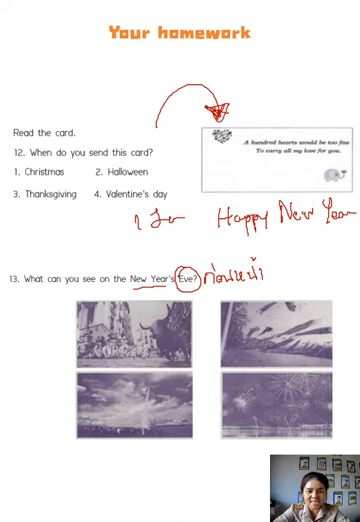 Your homework
Read the card.
12. When do you send this card?
1. Christmas 2. Halloween
3. Thanksgiving 4. Valentine's day
A hundred hearts would be too fine
To carry all my love for you.
Happy New Year
13. What can you see on the New Year's Eve? ก่อนหน้า